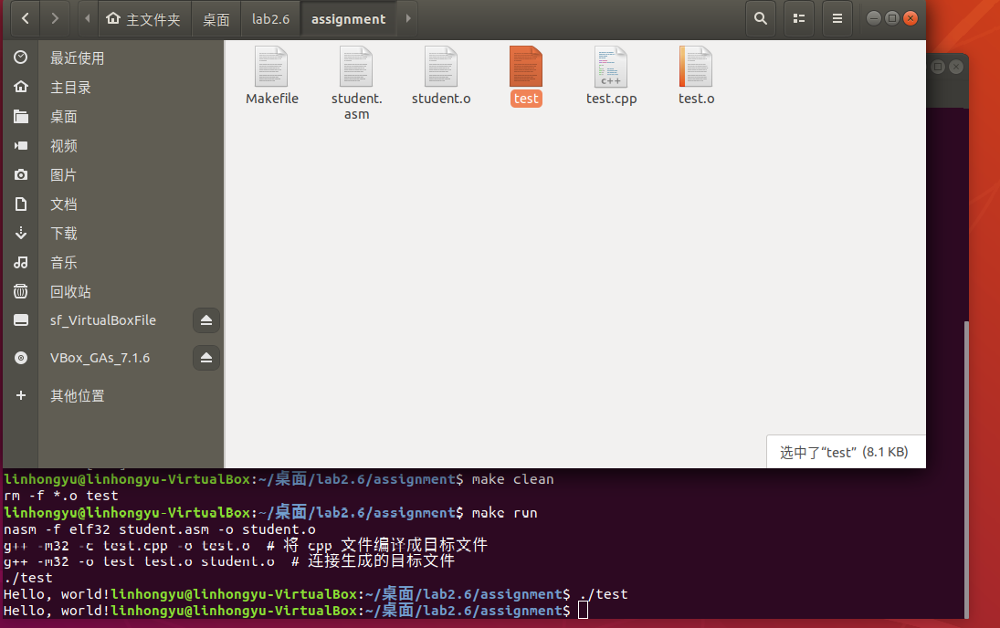 主文件夹 桌面 lab2.6 assignment
最近使用
主目录
桌面
视频
图片
文档
下载
音乐
回收站
sf_VirtualBoxFile
VBox_GAs_7.1.6
其他位置
Makefile
student.
asm
student.o
test
C++
test.cpp
test.o
选中了“test” (8.1 KB)
linhongyu@linhongyu-VirtualBox:~/桌面/lab2.6/assignment$ make clean
rm -f *.o test
linhongyu@linhongyu-VirtualBox:~/桌面/lab2.6/assignment$ make run
nasm -f elf32 student.asm -o student.o
g++ -m32 -c test.cpp -o test.o  # 将 cpp 文件编译成目标文件
g++ -m32 -o test test.o student.o  # 连接生成的目标文件
./test
Hello, world!linhongyu@linhongyu-VirtualBox:~/桌面/lab2.6/assignment$ ./test
Hello, world!linhongyu@linhongyu-VirtualBox:~/桌面/lab2.6/assignment$